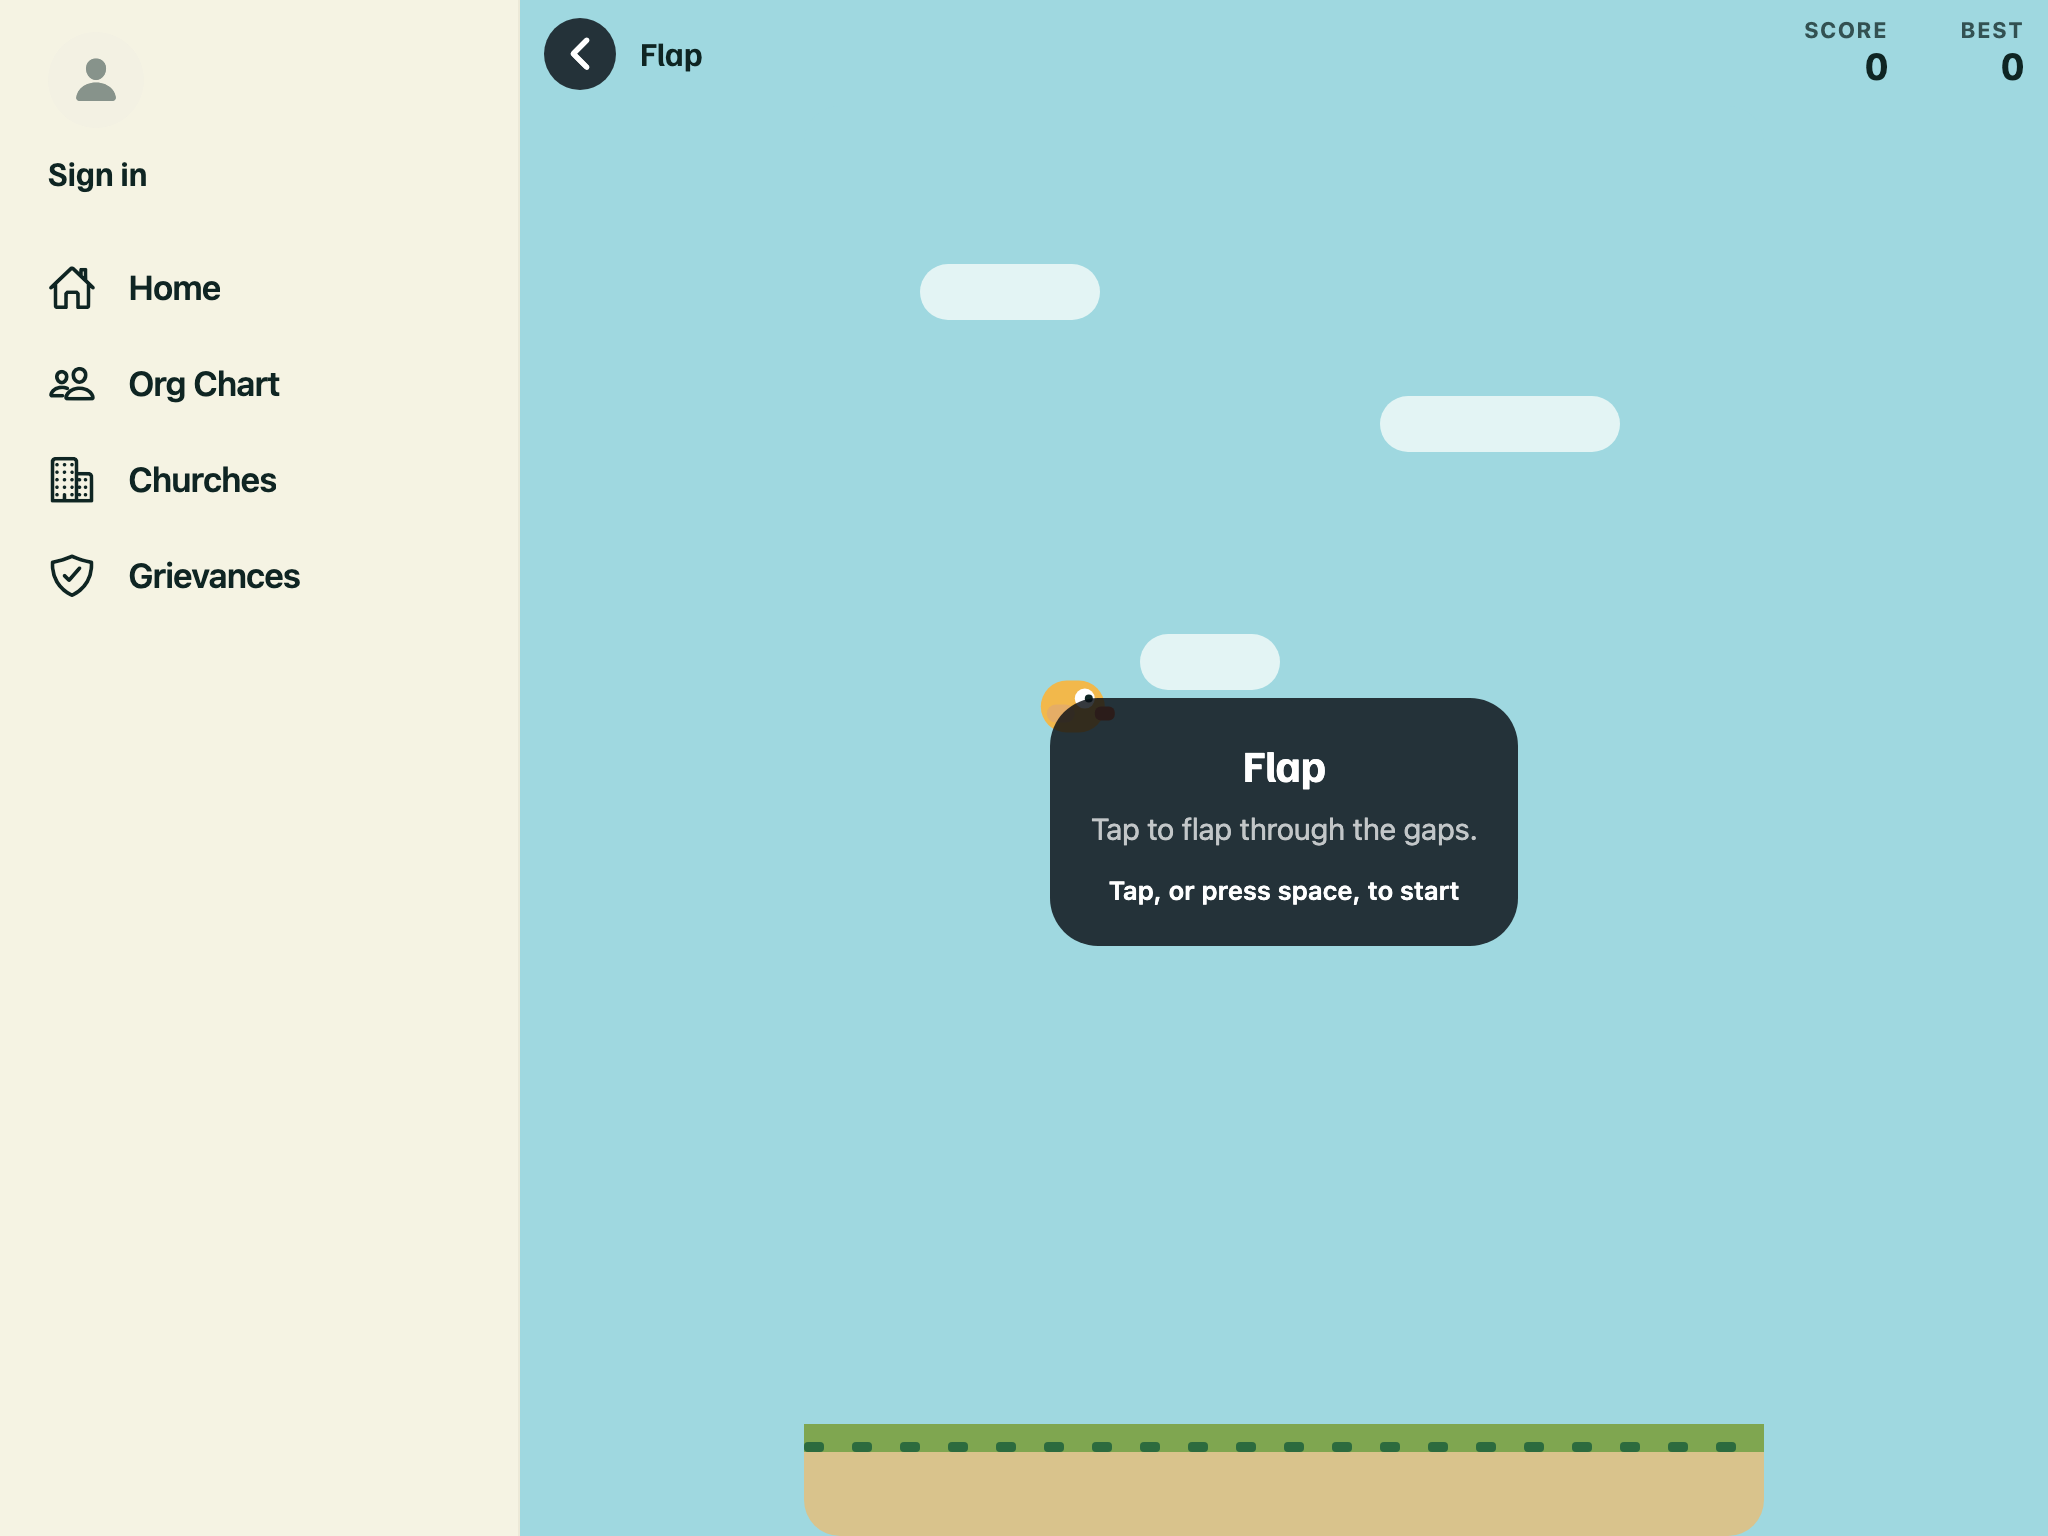 Sign in
Home
Org Chart
Churches
Grievances
Flap
SCORE
0
BEST
0
Flap
Tap to flap through the gaps.
Tap, or press space, to start